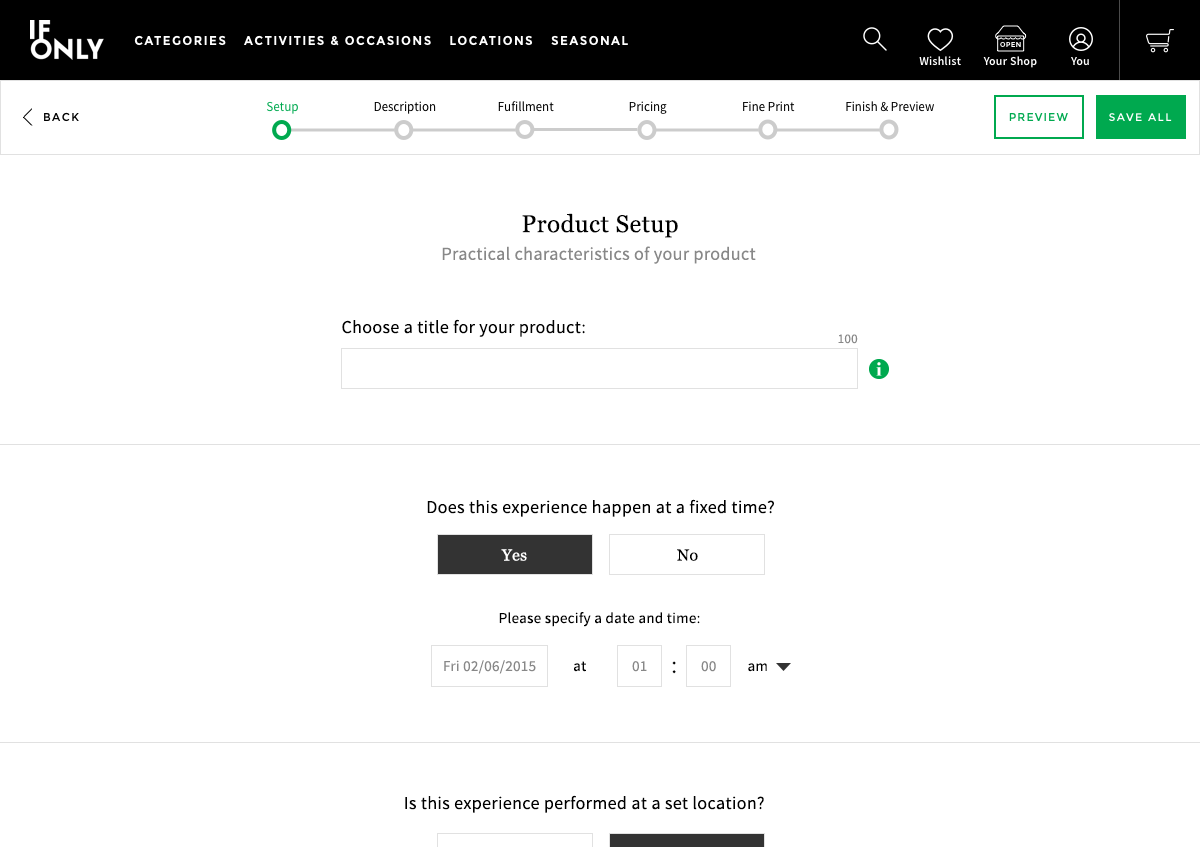 IF
ONLY
CATEGORIES ACTIVITIES & OCCASIONS LOCATIONS SEASONAL
OPEN
Wishlist Your Shop You
BACK
Setup Description Fufillment Pricing Fine Print Finish & Preview
PREVIEW SAVE ALL
Product Setup
Practical characteristics of your product
Choose a title for your product:
100
i
Does this experience happen at a fixed time?
Yes No
Please specify a date and time:
Fri 02/06/2015 at 01 : 00 am
Is this experience performed at a set location?